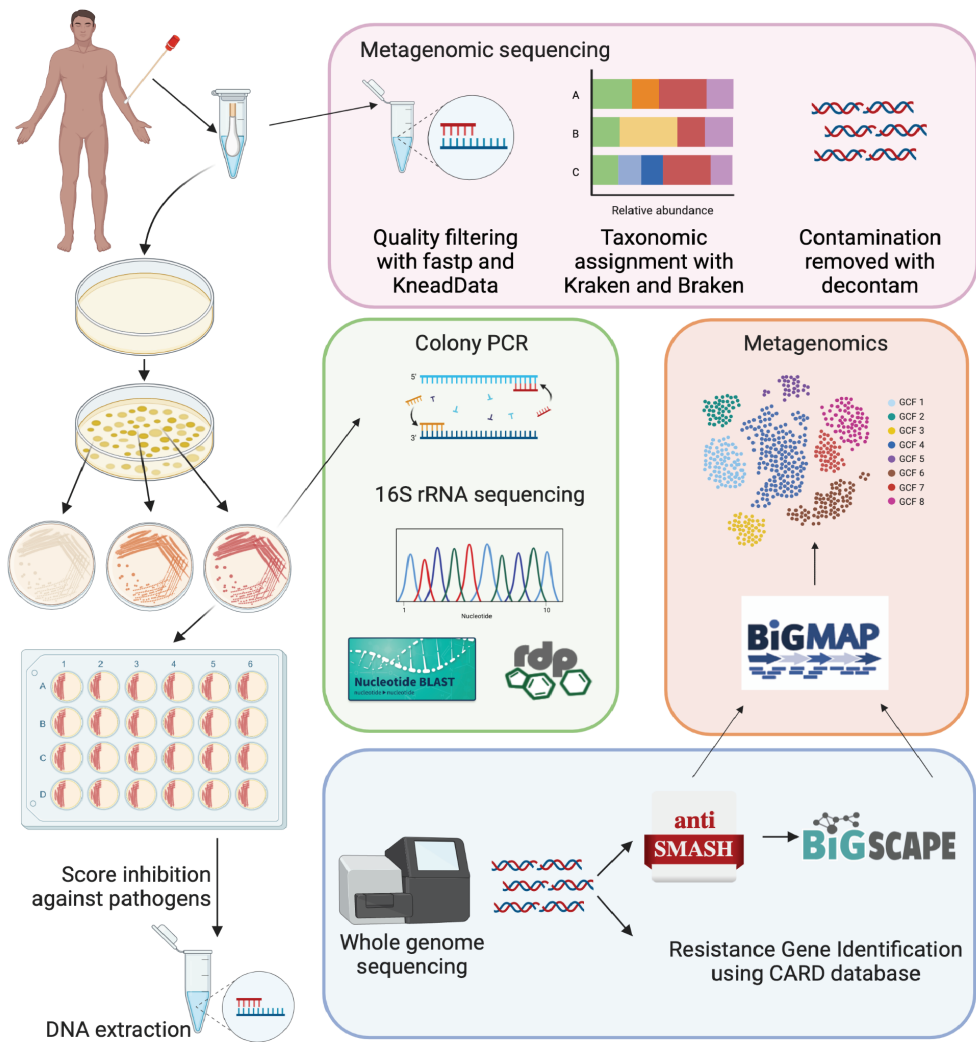 Metagenomic sequencing
A
B
C
Relative abundance
Quality filtering
with fastp and
KneadData
Taxonomic
assignment with
Kraken and Braken
Contamination
removed with
decontam
Colony PCR
5'
3'
16S rRNA sequencing
1
10
Nucleotide
Nucleotide BLAST
nucleotide ▸ nucleotide
rdp
Metagenomics
GCF 1
GCF 2
GCF 3
GCF 4
GCF 5
GCF 6
GCF 7
GCF 8
BiGMAP
1 2 3 4 5 6
A
B
C
D
Score inhibition
against pathogens
DNA extraction
Whole genome
sequencing
anti
SMASH
BiGSCAPE
Resistance Gene Identification
using CARD database